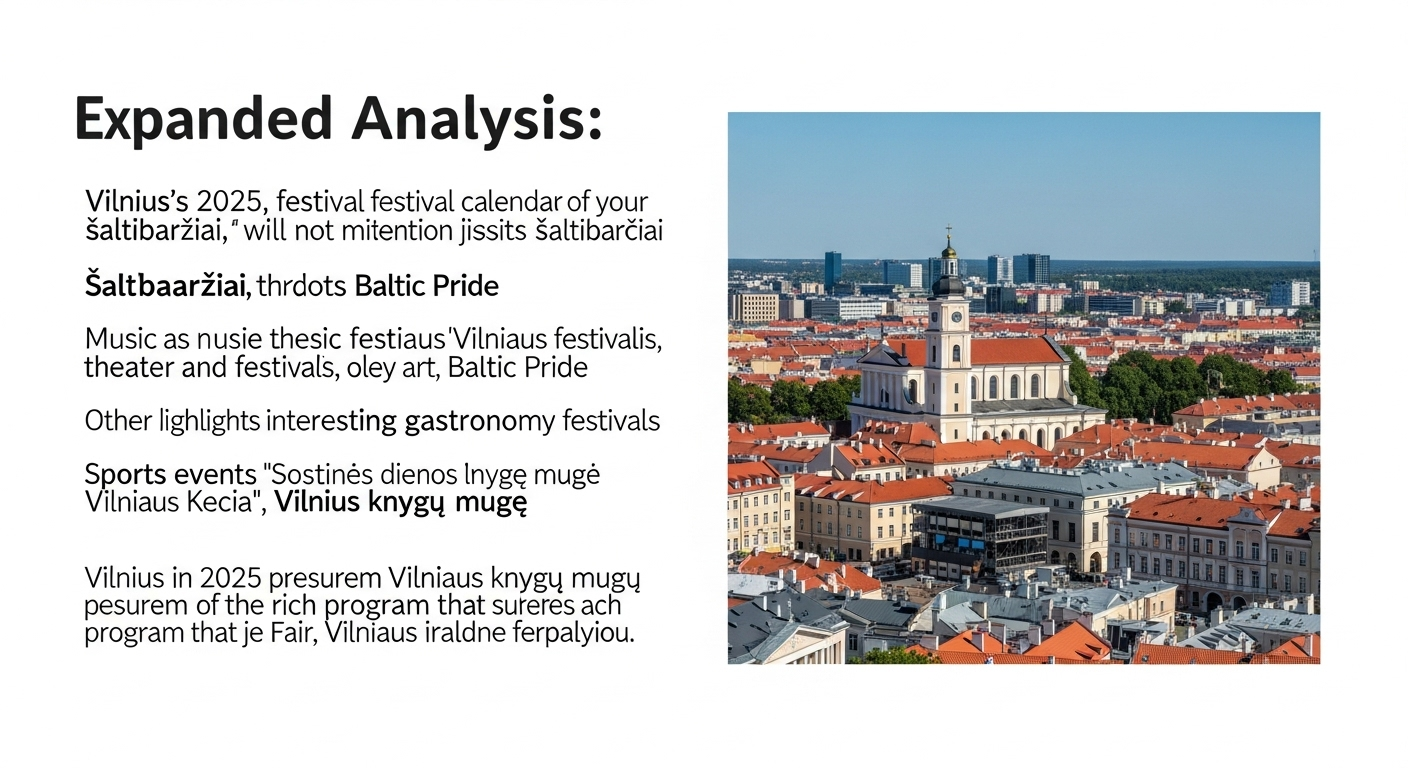 Expanded Analysis:
Vilnius’s 2025, festival festival calendar of your
šaltibaržiai," will not mitention jissits šaltibarčiai
Šaltbaaržiai, thrdots Baltic Pride
Music as nusie thesic festiaus 'Vilniaus festivalis,
theater and festivals, oley art, Baltic Pride
Other lighlights interesting gastronomy festivals
Sports events "Sostinės dienos lnygę mugė
Vilniaus Kecia", Vilnius knygų mugę
Vilnius in 2025 presurem Vilniaus knygų mugų
pesurem of the rich program that sureres ach
program that je Fair, Vilniaus iraldne ferpalyiou.